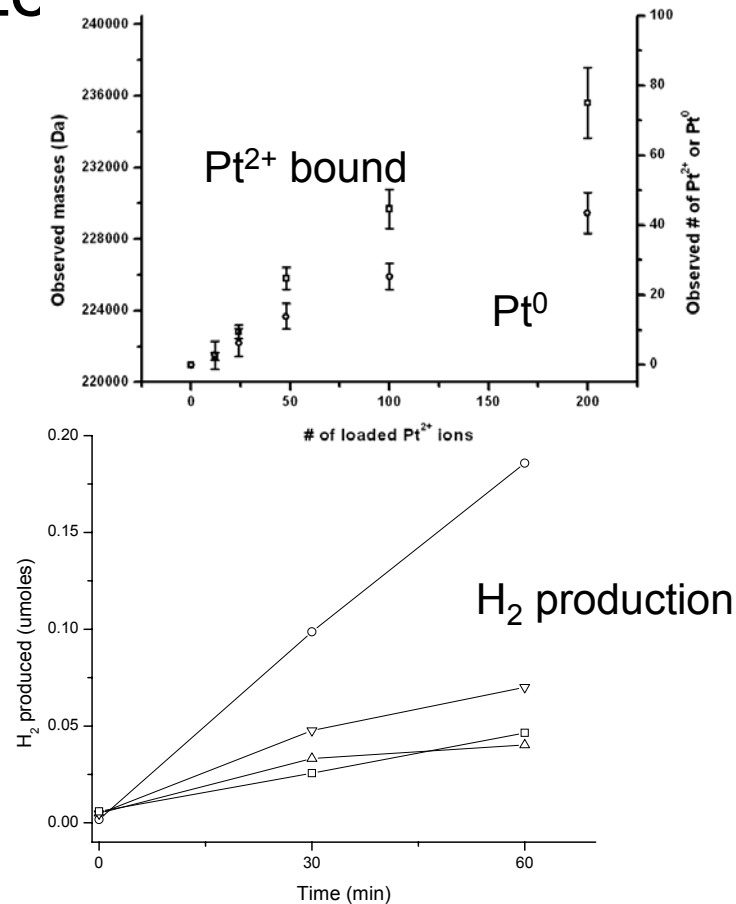 240000
236000
232000
228000
224000
220000
Observed masses (Da)
Pt²⁺ bound
Pt⁰
100
80
60
40
20
0
Observed # of Pt²⁺ or Pt⁰
0 50 100 150 200
# of loaded Pt²⁺ ions
0.20
0.15
0.10
0.05
0.00
H₂ produced (umoles)
H₂ production
0 30 60
Time (min)